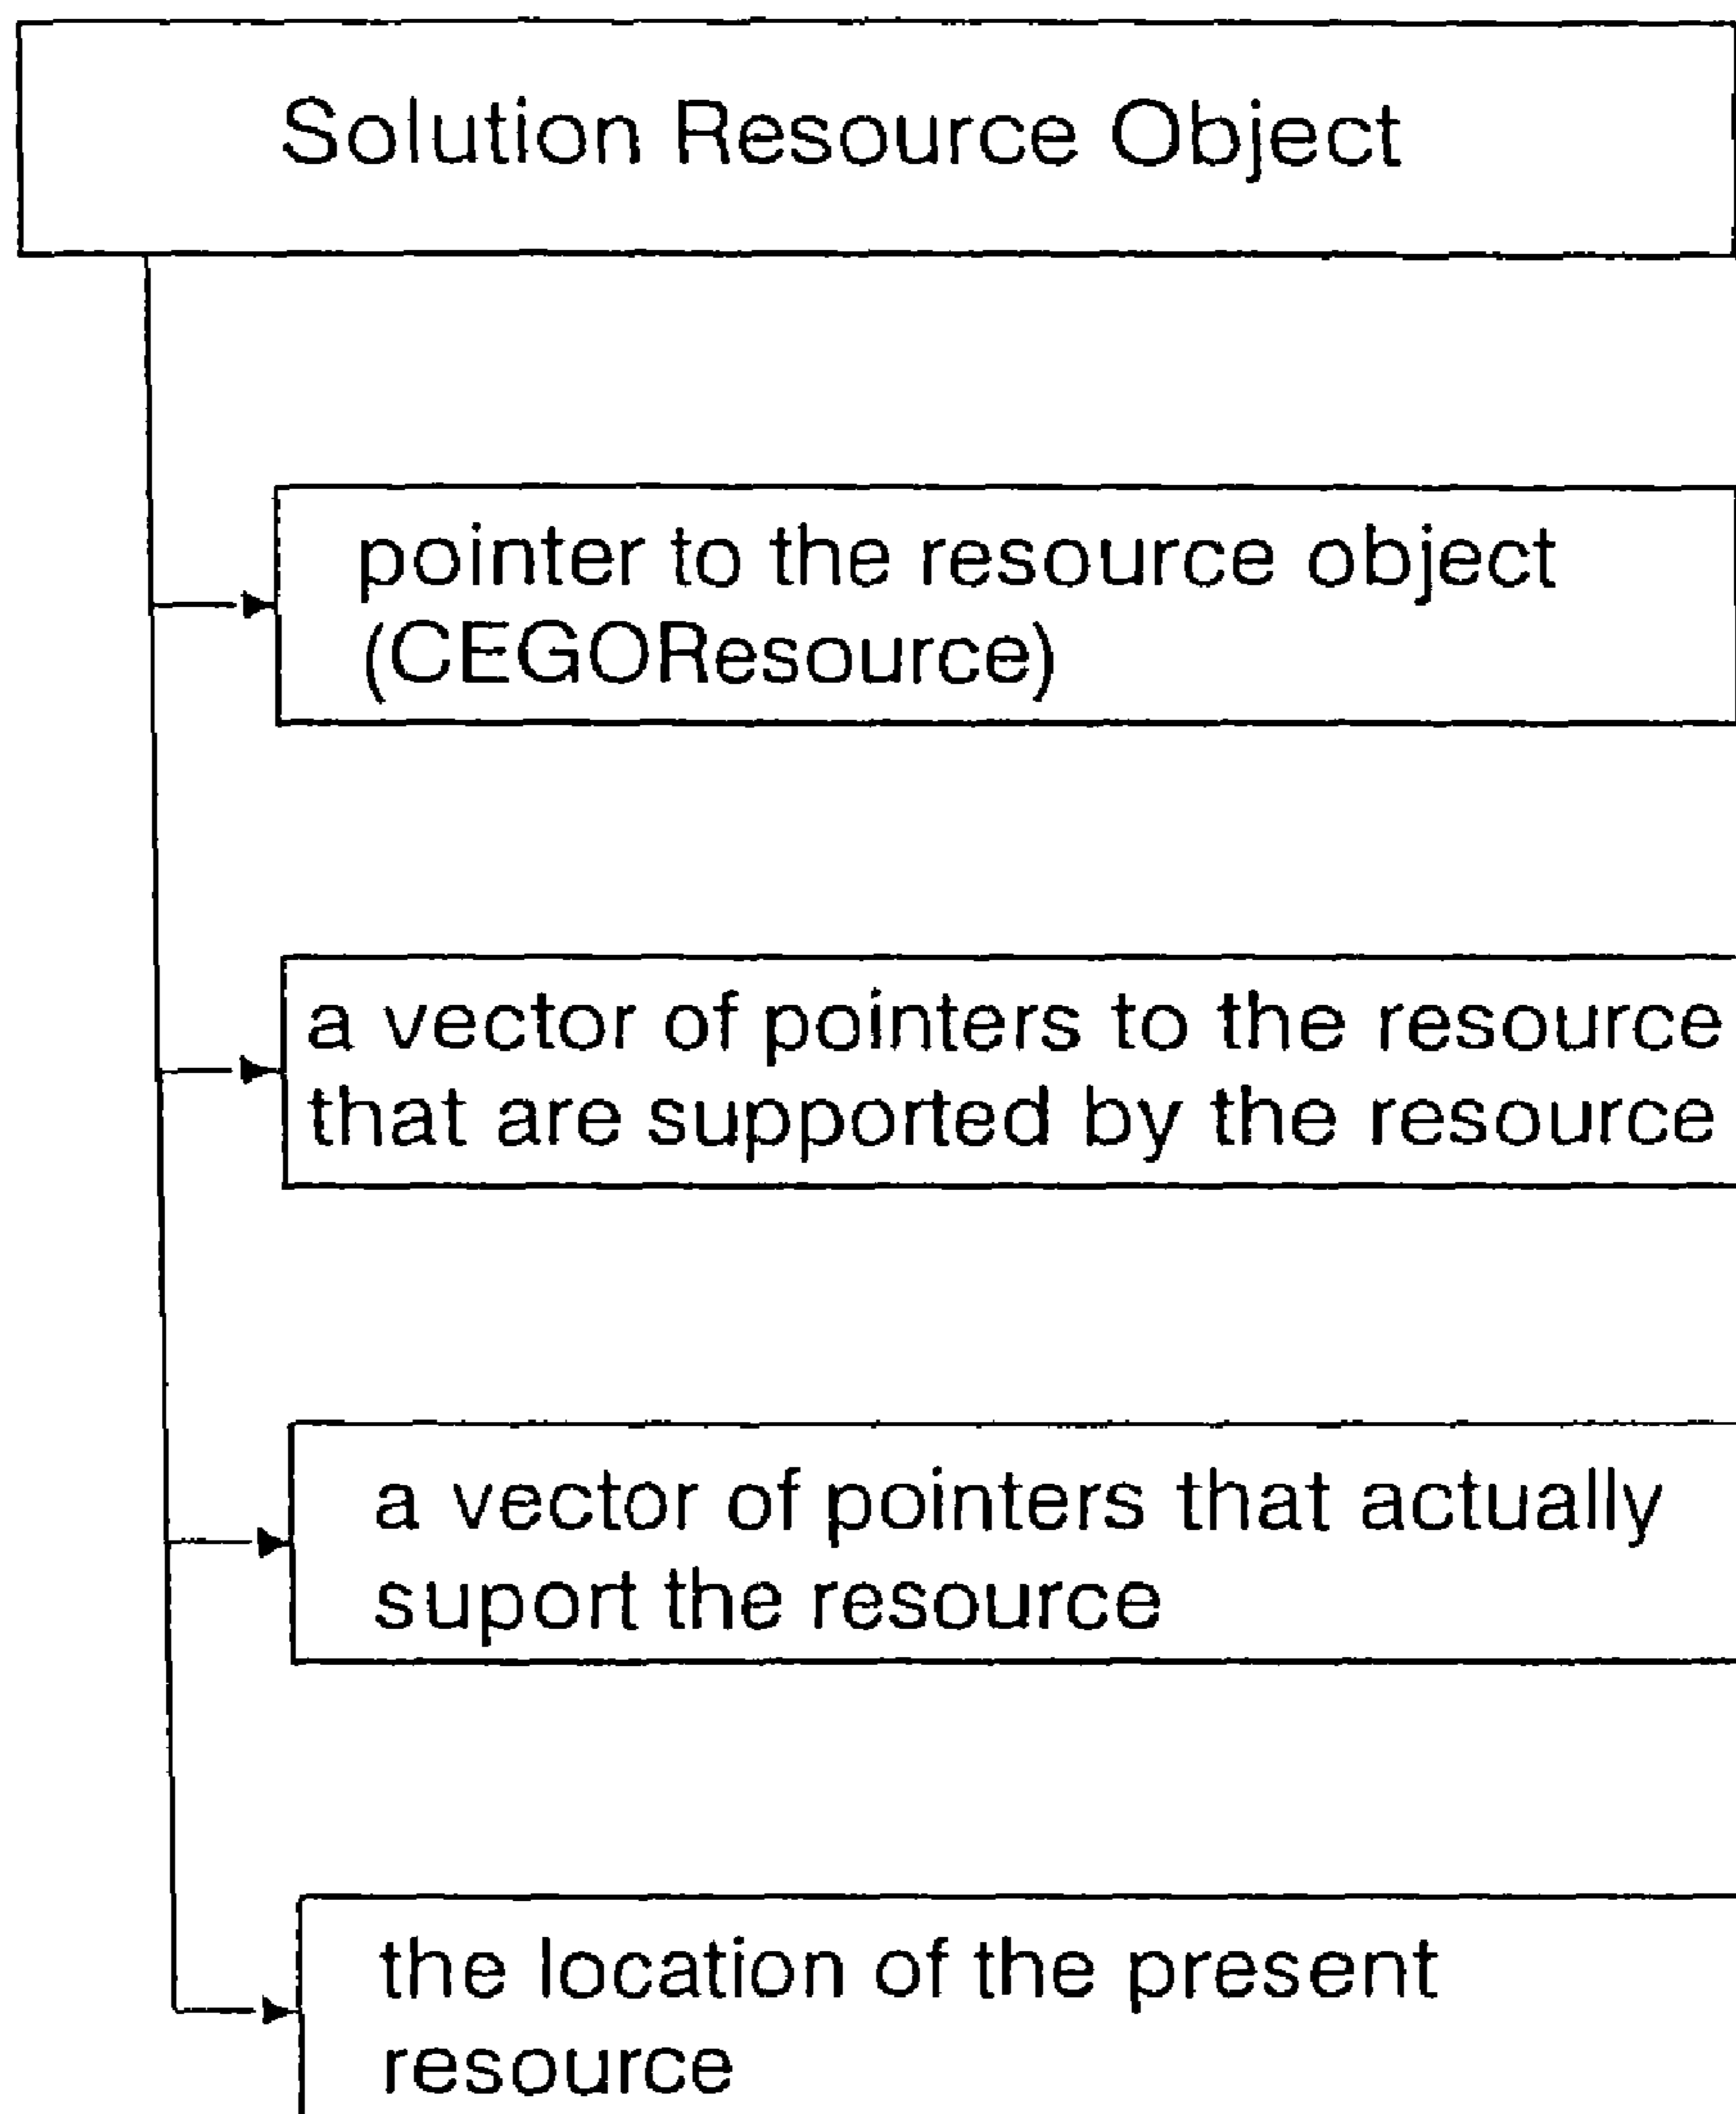 Solution Resource Object
pointer to the resource object
(CEGOResource)
a vector of pointers to the resource
that are supported by the resource
a vector of pointers that actually
suport the resource
the location of the present
resource